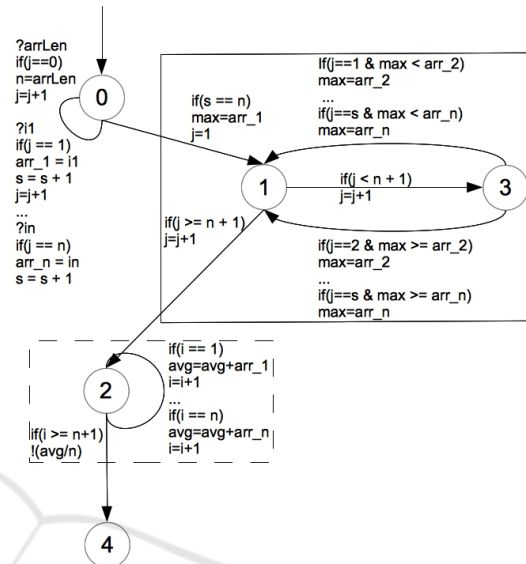 ?arrLen
if(j==0)
n=arrLen
j=j+1
0
?i1
if(j == 1)
arr_1 = i1
s = s + 1
j=j+1
...
?in
if(j == n)
arr_n = in
s = s + 1
if(s == n)
max=arr_1
j=1
If(j==1 & max < arr_2)
max=arr_2
...
if(j==s & max < arr_n)
max=arr_n
1
if(j < n + 1)
j=j+1
3
if(j >= n + 1)
j=j+1
if(j==2 & max >= arr_2)
max=arr_2
...
if(j==s & max >= arr_n)
max=arr_n
2
if(i == 1)
avg=avg+arr_1
i=i+1
...
if(i == n)
avg=avg+arr_n
i=i+1
if(i >= n+1)
!(avg/n)
4